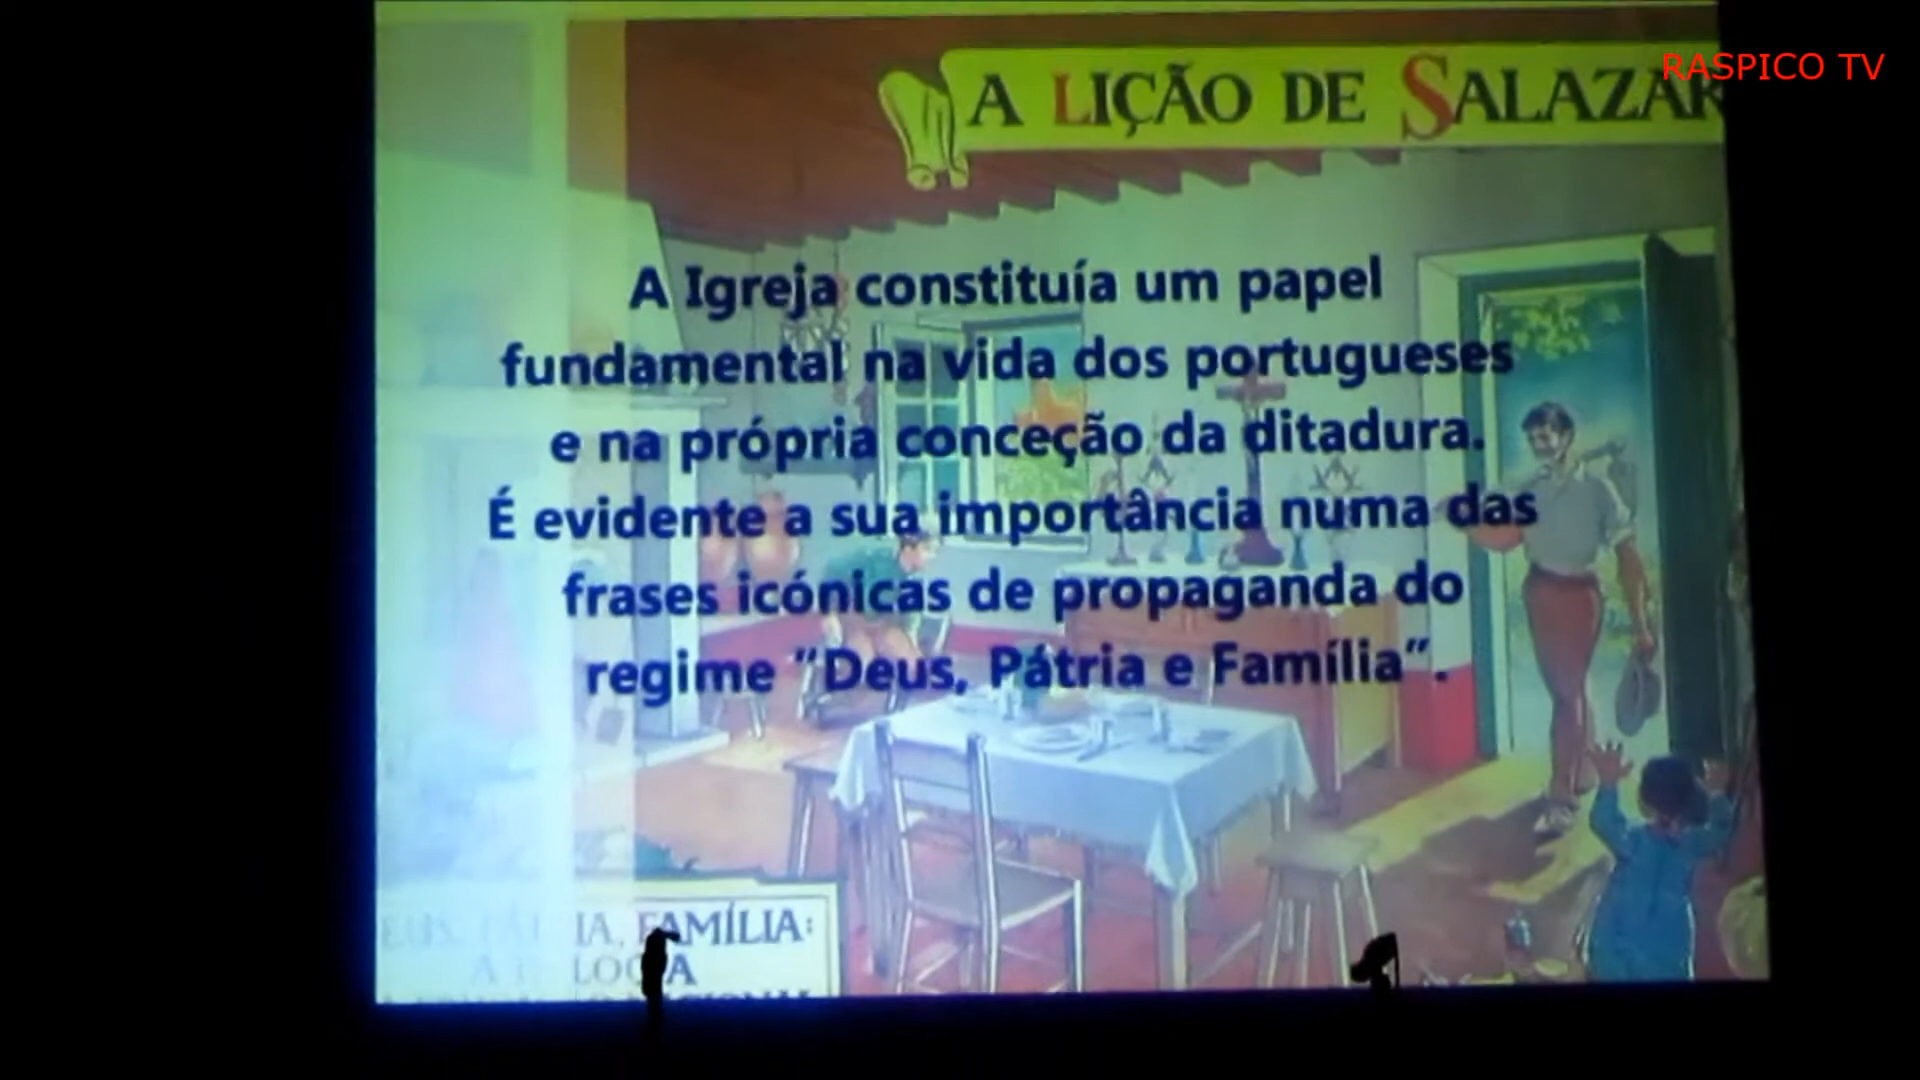 RASPICO TV
A LIÇÃO DE SALAZAR
A Igreja constituía um papel
fundamental na vida dos portugueses
e na própria conceção da ditadura.
É evidente a sua importância numa das
frases icónicas de propaganda do
regime “Deus, Pátria e Família”.
FAMÍLIA: